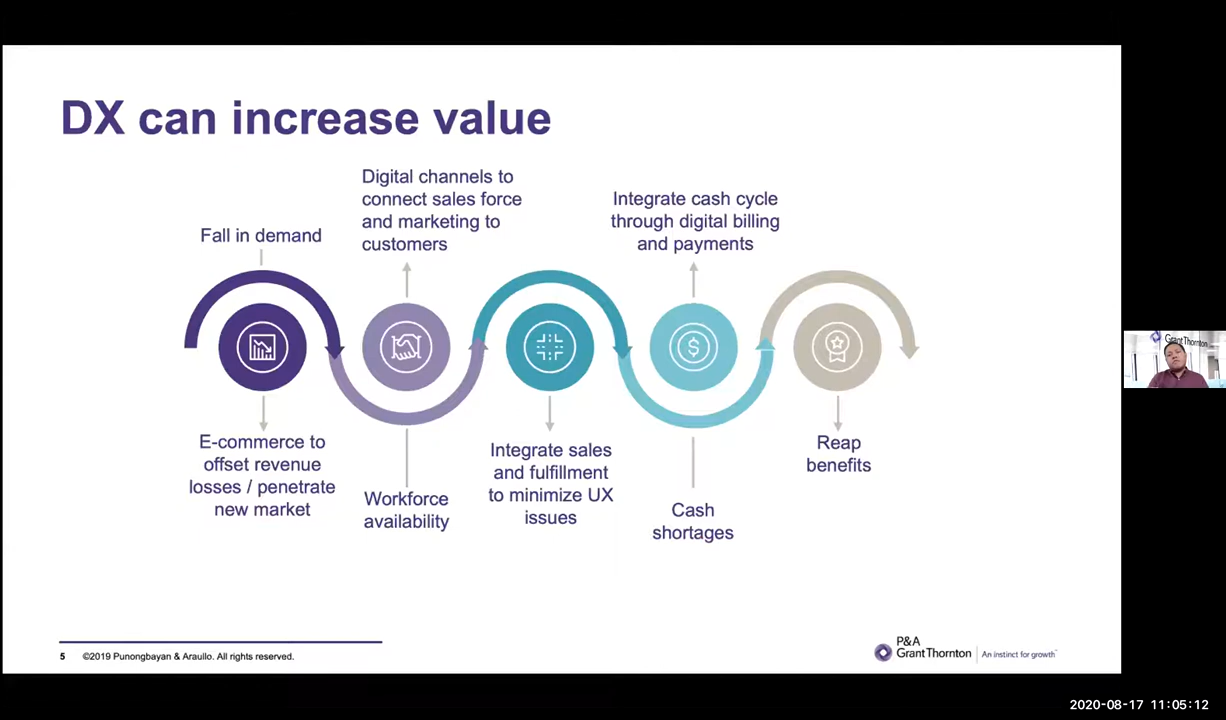 DX can increase value
Fall in demand
E-commerce to
offset revenue
losses / penetrate
new market
Digital channels to
connect sales force
and marketing to
customers
Workforce
availability
Integrate sales
and fulfillment
to minimize UX
issues
Integrate cash cycle
through digital billing
and payments
$
Cash
shortages
Reap
benefits
5 ©2019 Punongbayan & Araullo. All rights reserved.
P&A
GrantThornton
An instinct for growth™
GrantThornton
2020-08-17 11:05:12